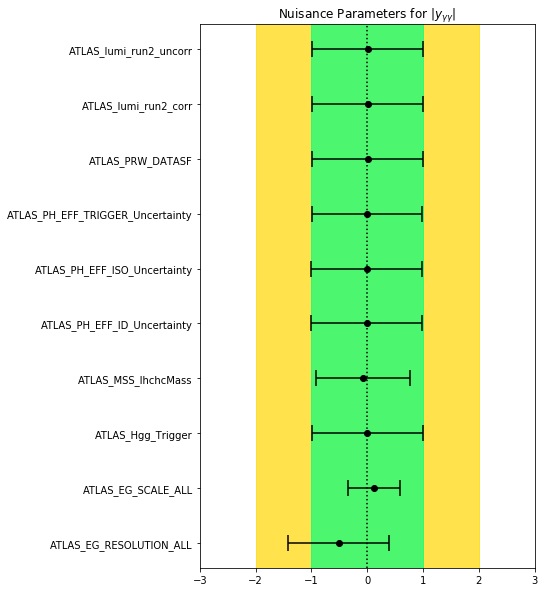 Nuisance Parameters for |yγγ|
ATLAS_lumi_run2_uncorr
ATLAS_lumi_run2_corr
ATLAS_PRW_DATASF
ATLAS_PH_EFF_TRIGGER_Uncertainty
ATLAS_PH_EFF_ISO_Uncertainty
ATLAS_PH_EFF_ID_Uncertainty
ATLAS_MSS_lhchcMass
ATLAS_Hgg_Trigger
ATLAS_EG_SCALE_ALL
ATLAS_EG_RESOLUTION_ALL
−3 −2 −1 0 1 2 3